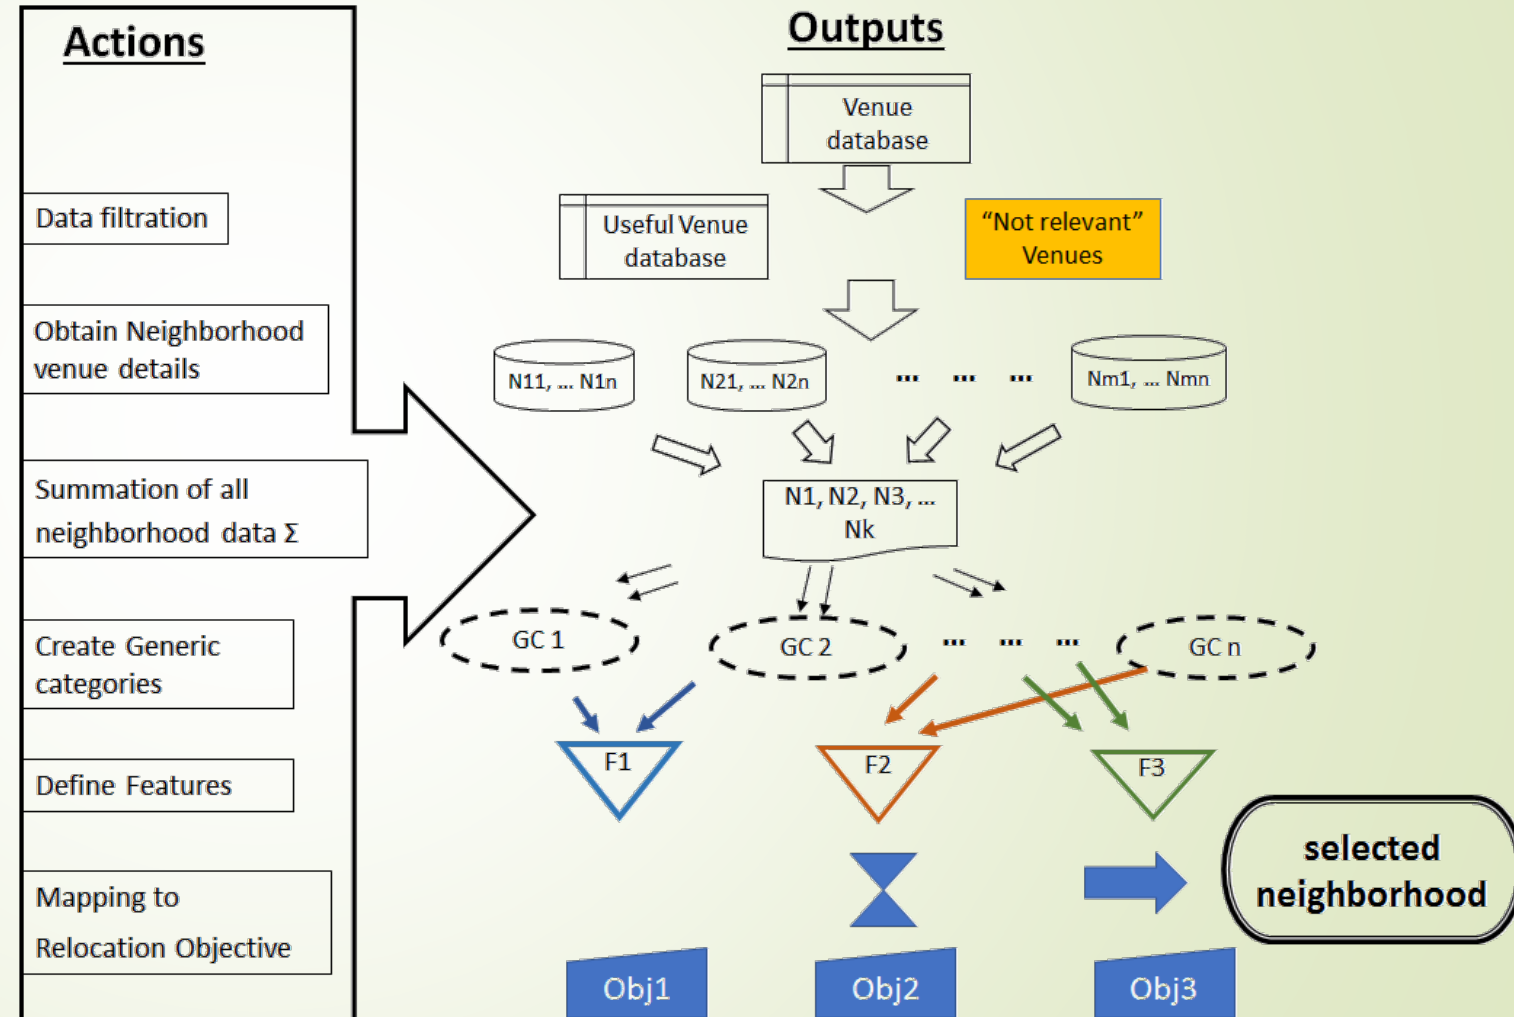 Actions
Data filtration
Obtain Neighborhood
venue details
Summation of all
neighborhood data Σ
Create Generic
categories
Define Features
Mapping to
Relocation Objective
Outputs
Venue
database
Useful Venue
database
“Not relevant”
Venues
N11, ... N1n
N21, ... N2n
... ... ...
Nm1, ... Nmn
N1, N2, N3, ...
Nk
GC 1
GC 2
... ... ...
GC n
F1
F2
F3
selected
neighborhood
Obj1
Obj2
Obj3